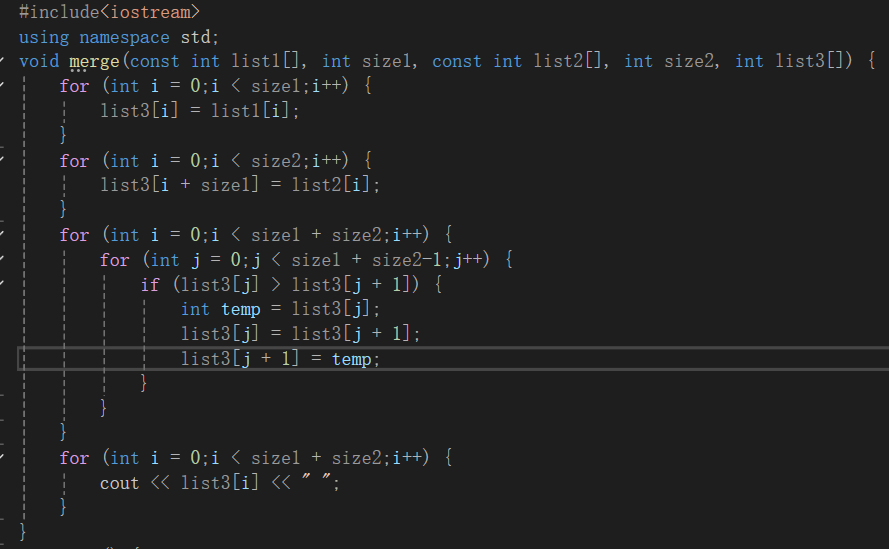 #include<iostream>
using namespace std;
void merge(const int list1[], int size1, const int list2[], int size2, int list3[]) {
for (int i = 0;i < size1;i++) {
list3[i] = list1[i];
}
for (int i = 0;i < size2;i++) {
list3[i + size1] = list2[i];
}
for (int i = 0;i < size1 + size2;i++) {
for (int j = 0;j < size1 + size2-1;j++) {
if (list3[j] > list3[j + 1]) {
int temp = list3[j];
list3[j] = list3[j + 1];
list3[j + 1] = temp;
}
}
}
for (int i = 0;i < size1 + size2;i++) {
cout << list3[i] << " ";
}
}